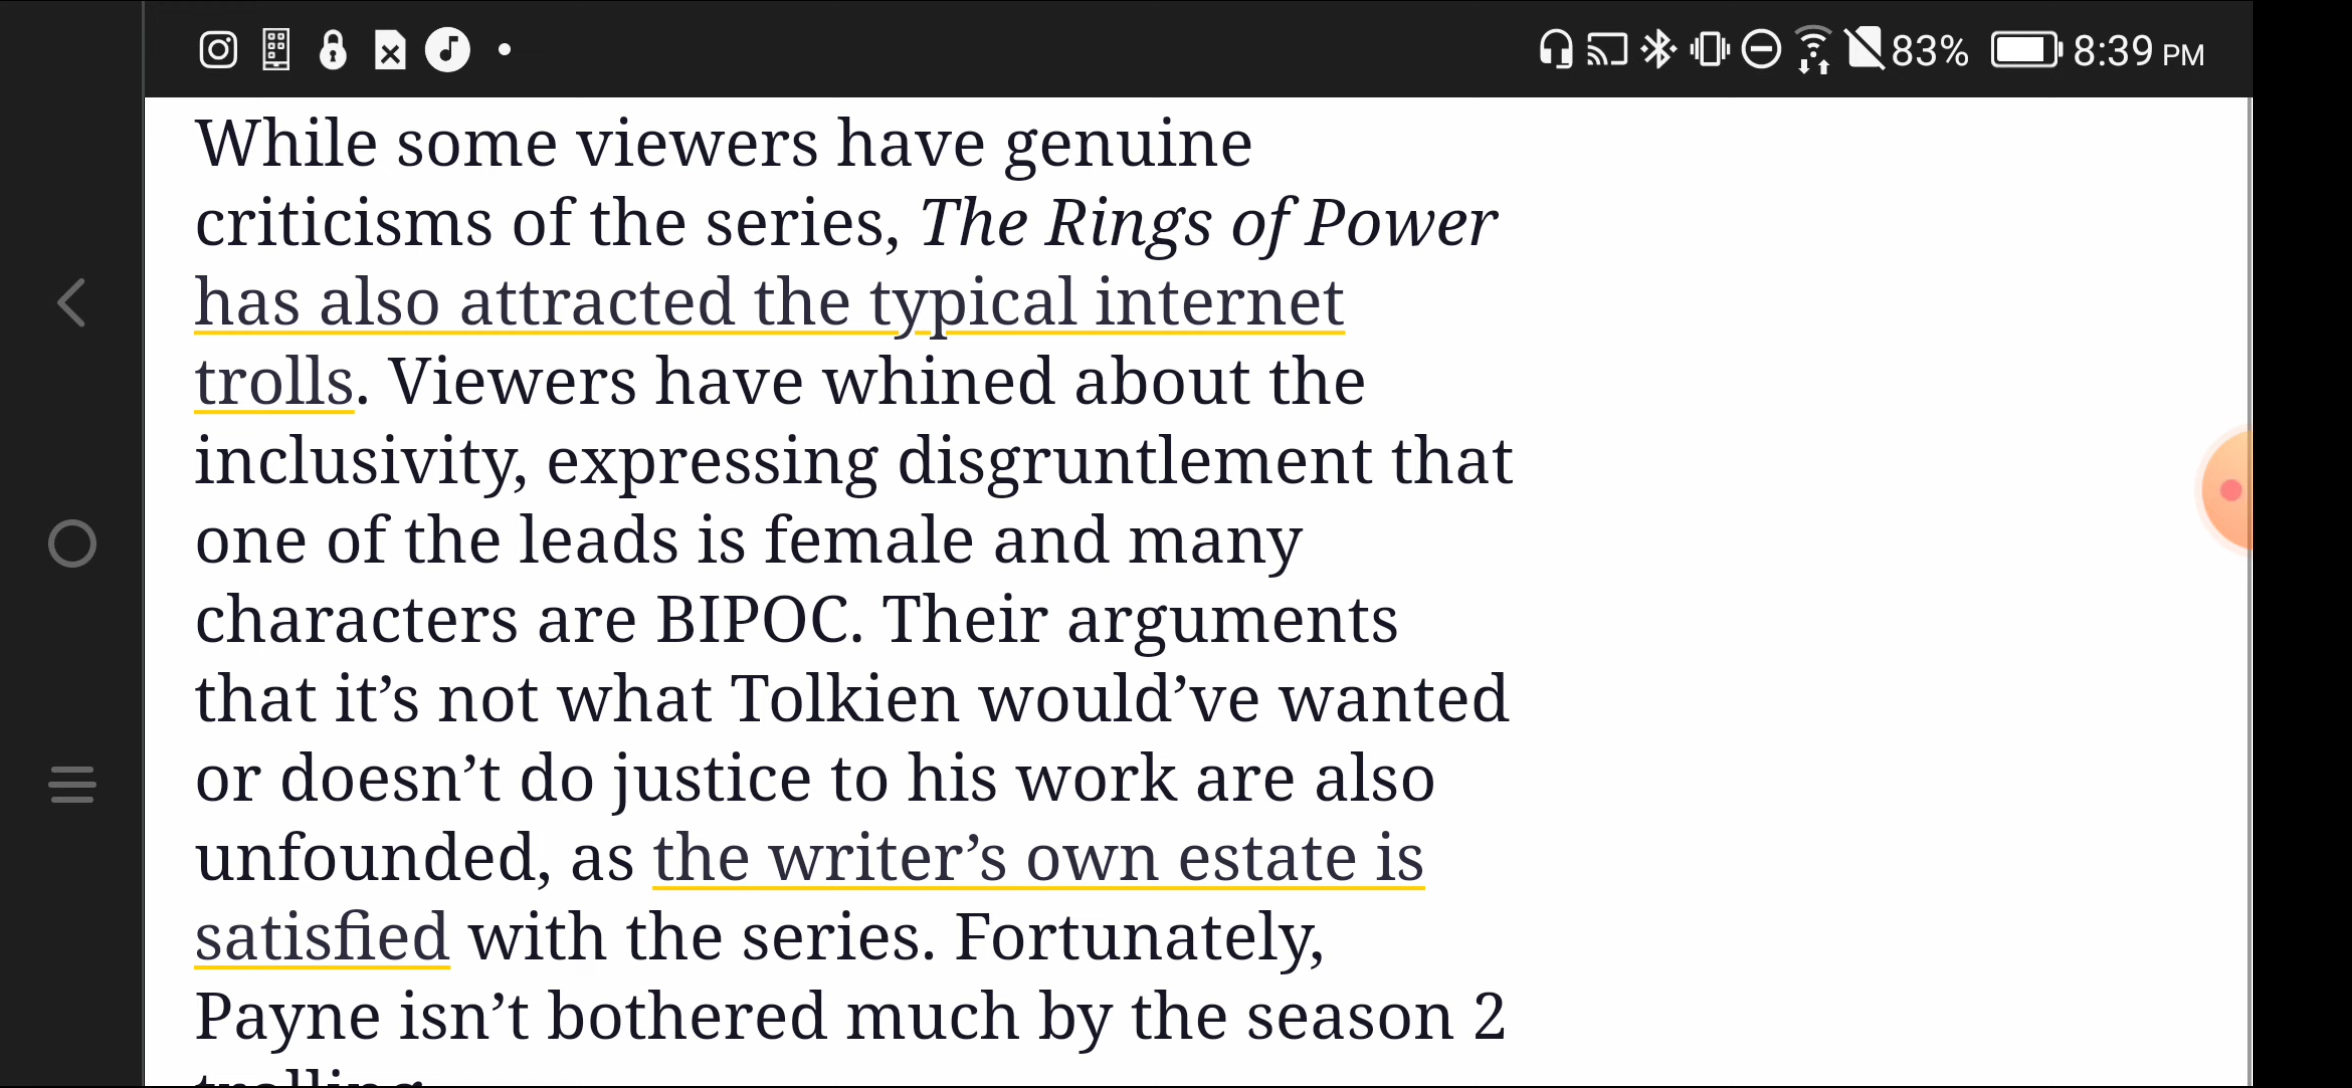 83% 8:39 PM
While some viewers have genuine
criticisms of the series, The Rings of Power
has also attracted the typical internet
trolls. Viewers have whined about the
inclusivity, expressing disgruntlement that
one of the leads is female and many
characters are BIPOC. Their arguments
that it’s not what Tolkien would’ve wanted
or doesn’t do justice to his work are also
unfounded, as the writer’s own estate is
satisfied with the series. Fortunately,
Payne isn’t bothered much by the season 2